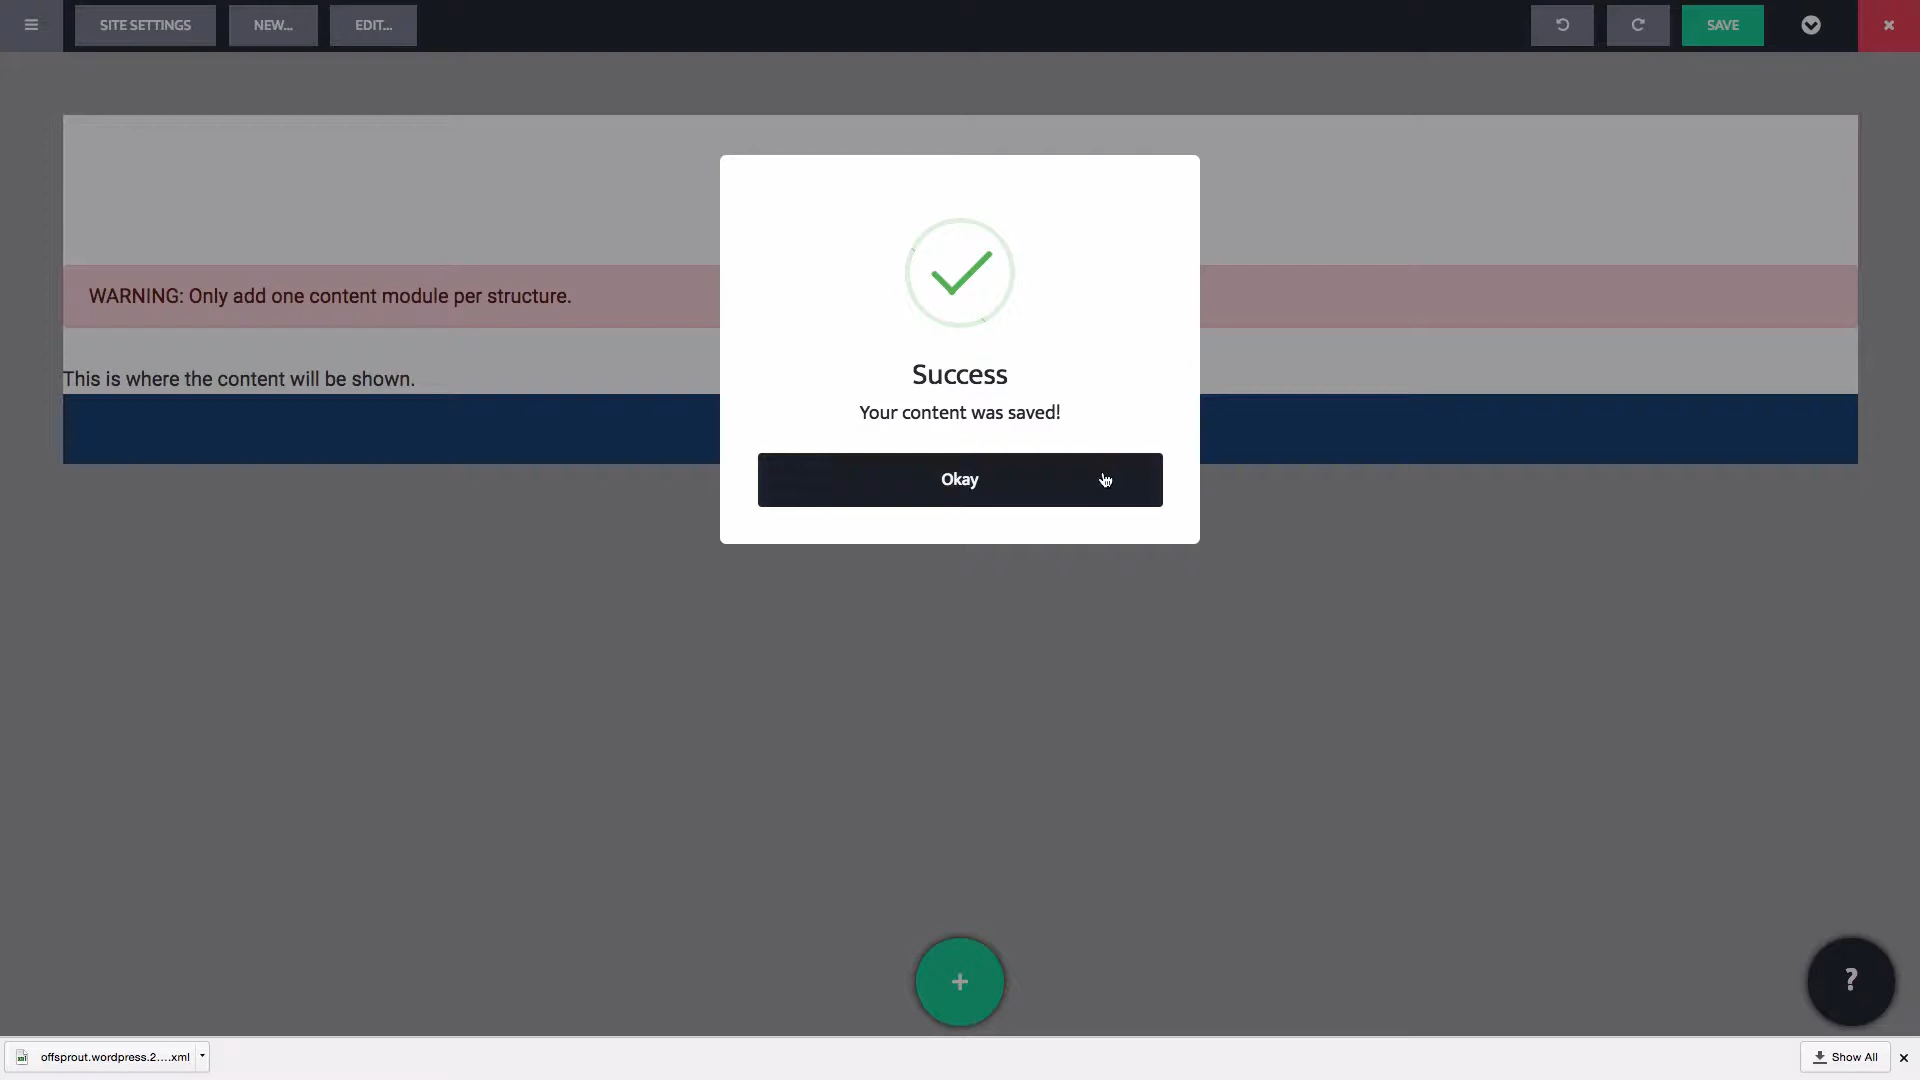 SITE SETTINGS
NEW...
EDIT...
SAVE
WARNING: Only add one content module per structure.
This is where the content will be shown.
Success
Your content was saved!
Okay
+
?
offsprout.wordpress.2....xml
Show All